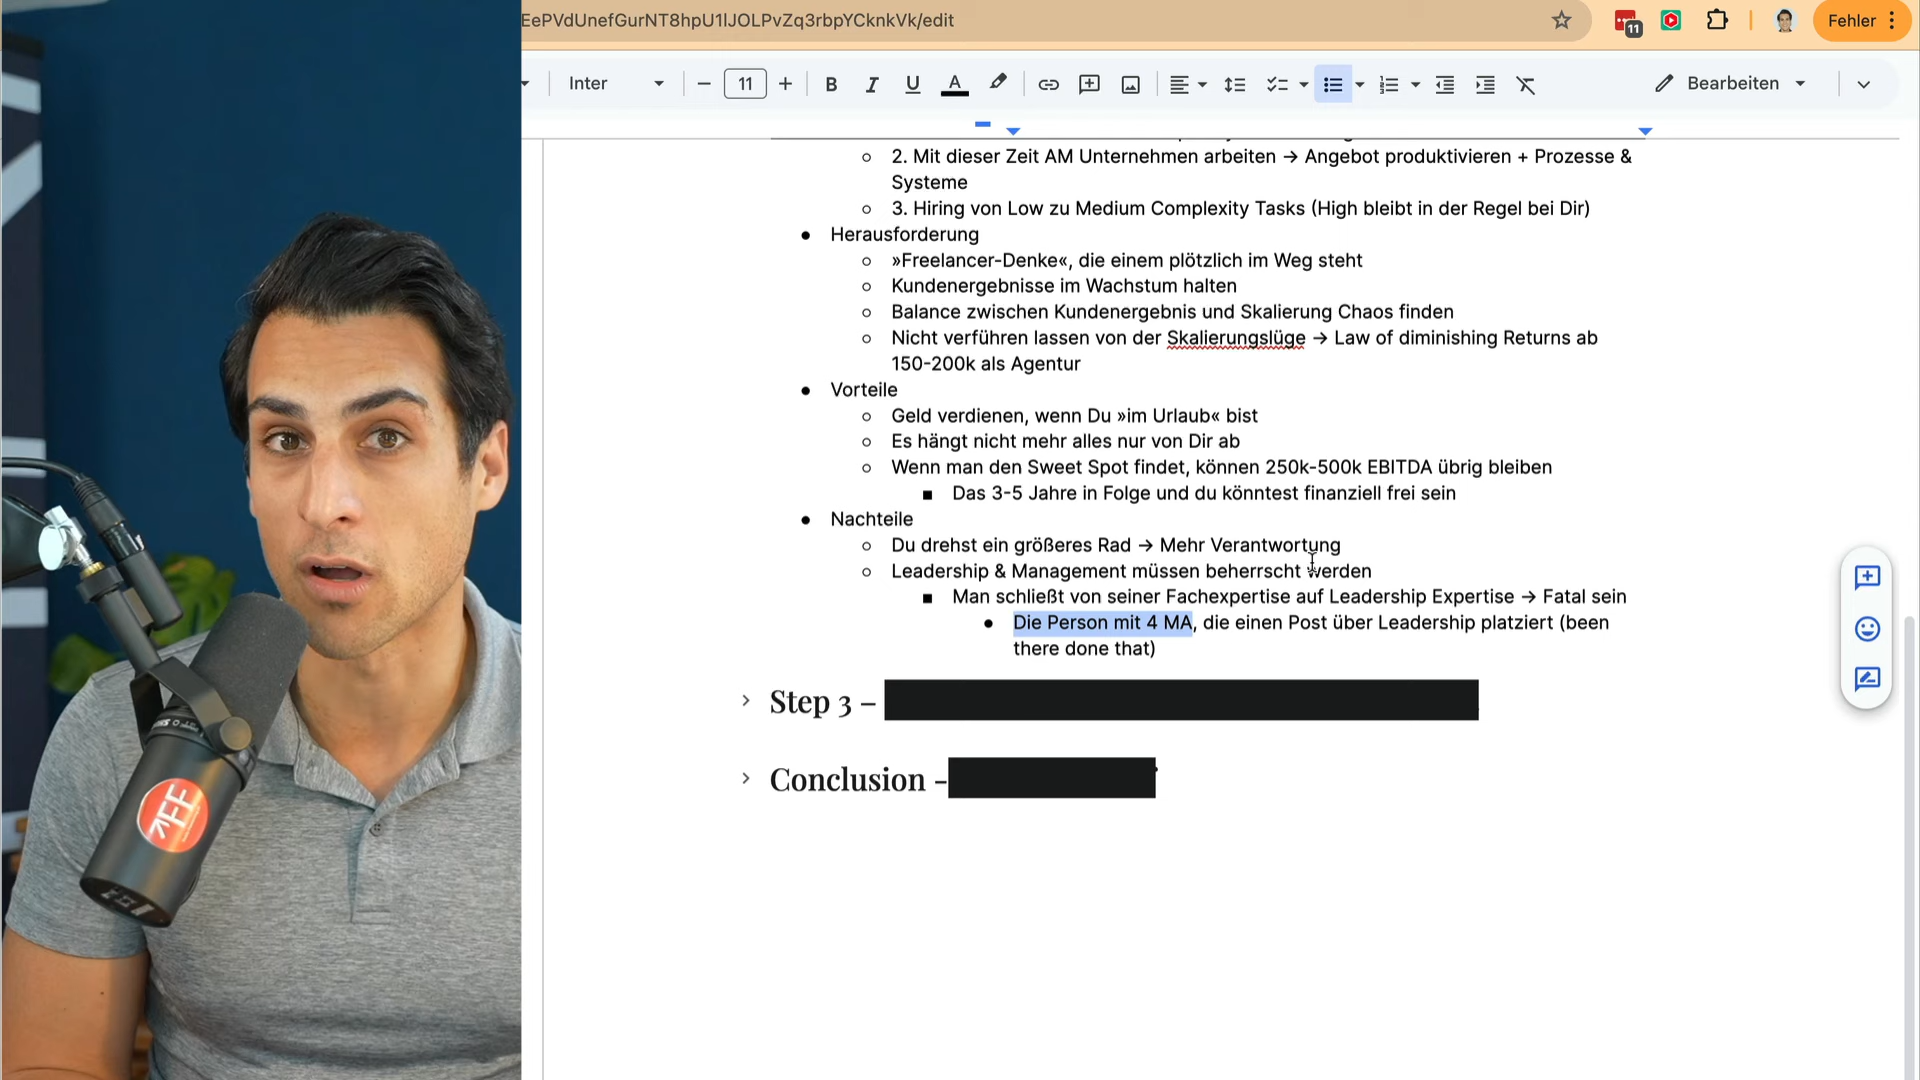 EePVdUnefGurNT8hpU1lJOLPvZq3rbpYCknkVk/edit
11
Fehler
Inter
11
B
I
U
A
Bearbeiten
2. Mit dieser Zeit AM Unternehmen arbeiten → Angebot produktivieren + Prozesse &
Systeme
3. Hiring von Low zu Medium Complexity Tasks (High bleibt in der Regel bei Dir)
Herausforderung
»Freelancer-Denke«, die einem plötzlich im Weg steht
Kundenergebnisse im Wachstum halten
Balance zwischen Kundenergebnis und Skalierung Chaos finden
Nicht verführen lassen von der Skalierungslüge → Law of diminishing Returns ab
150-200k als Agentur
Vorteile
Geld verdienen, wenn Du »im Urlaub« bist
Es hängt nicht mehr alles nur von Dir ab
Wenn man den Sweet Spot findet, können 250k-500k EBITDA übrig bleiben
Das 3-5 Jahre in Folge und du könntest finanziell frei sein
Nachteile
Du drehst ein größeres Rad → Mehr Verantwortung
Leadership & Management müssen beherrscht werden
Man schließt von seiner Fachexpertise auf Leadership Expertise → Fatal sein
Die Person mit 4 MA, die einen Post über Leadership platziert (been
there done that)
Step 3 –
Conclusion –